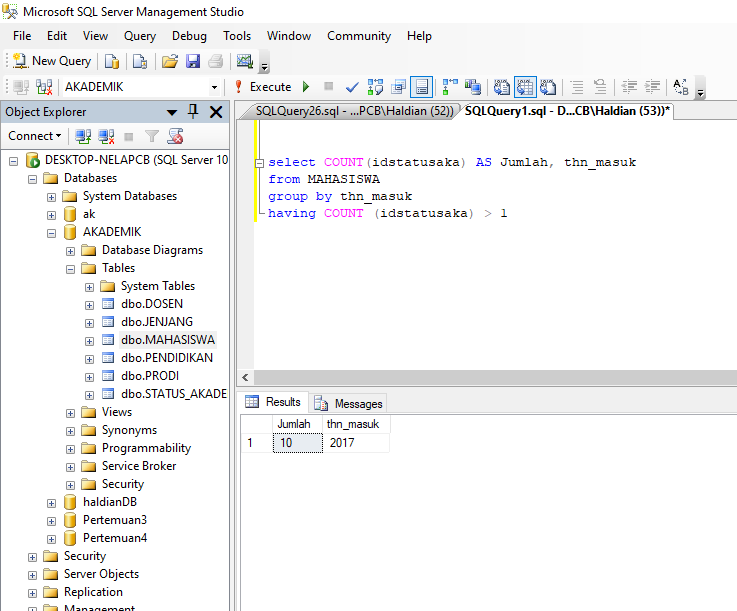 Microsoft SQL Server Management Studio
File Edit View Query Debug Tools Window Community Help
New Query
AKADEMIK Execute
Object Explorer
Connect
DESKTOP-NELAPCB (SQL Server 10
Databases
System Databases
ak
AKADEMIK
Database Diagrams
Tables
System Tables
dbo.DOSEN
dbo.JENJANG
dbo.MAHASISWA
dbo.PENDIDIKAN
dbo.PRODI
dbo.STATUS_AKADE
Views
Synonyms
Programmability
Service Broker
Security
haldianDB
Pertemuan3
Pertemuan4
Security
Server Objects
Replication
Management
SQLQuery26.sql - ...PCB\Haldian (52)) SQLQuery1.sql - D...CB\Haldian (53))*
select COUNT(idstatusaka) AS Jumlah, thn_masuk
from MAHASISWA
group by thn_masuk
having COUNT (idstatusaka) > 1
Results Messages
Jumlah thn_masuk
1 10 2017